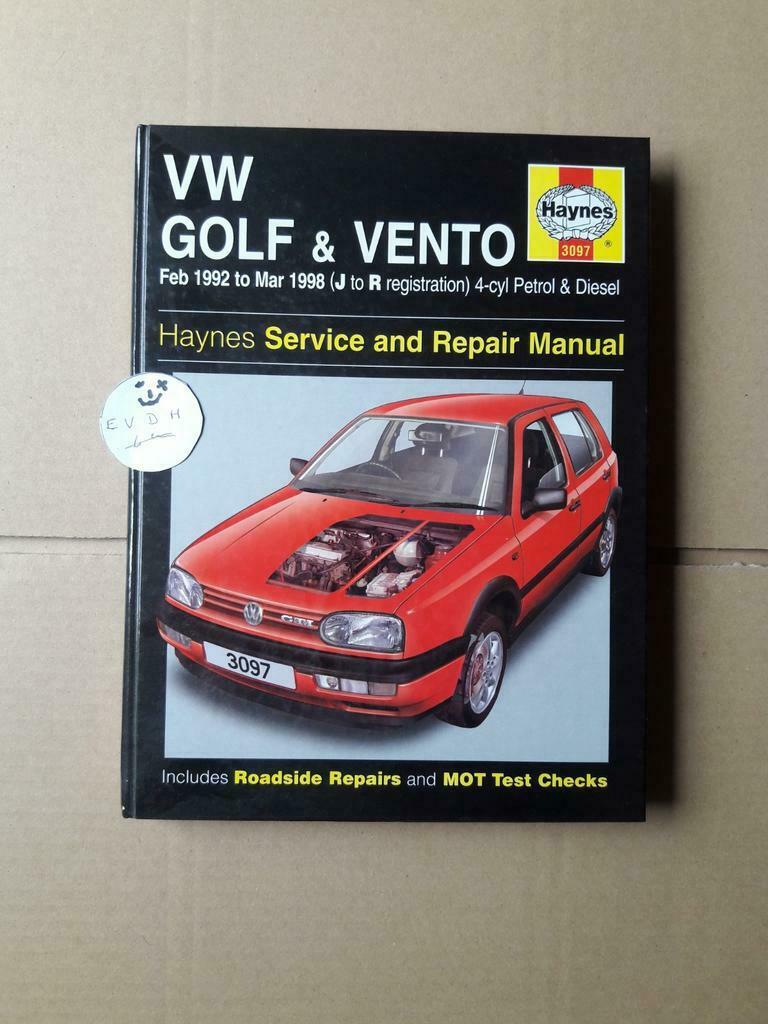 VW
GOLF & VENTO
Haynes
3097
®
Feb 1992 to Mar 1998 (J to R registration) 4-cyl Petrol & Diesel
Haynes Service and Repair Manual
E V D H
3097
Includes Roadside Repairs and MOT Test Checks